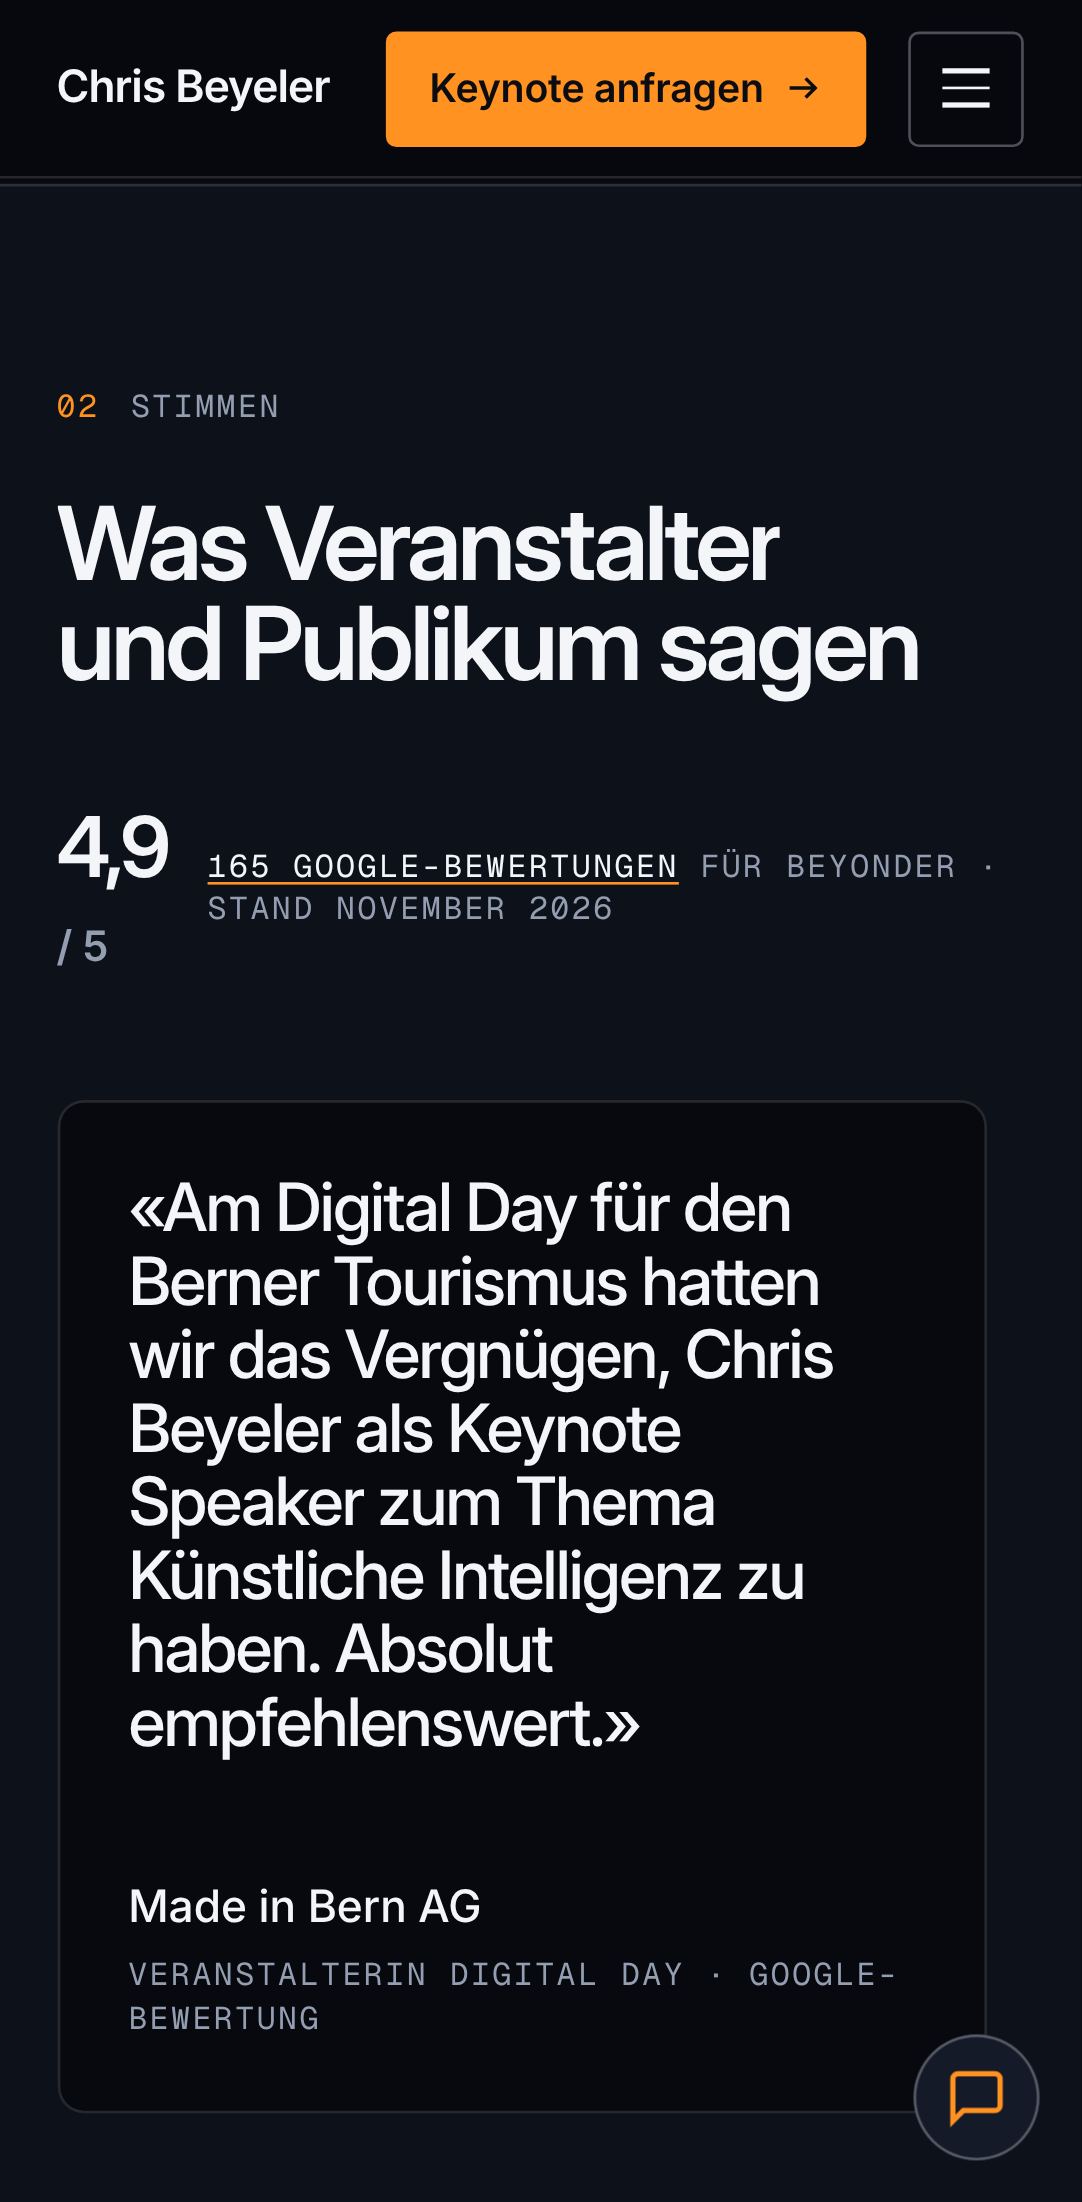 Chris Beyeler
Keynote anfragen →
02 STIMMEN
Was Veranstalter
und Publikum sagen
4,9
/ 5
165 GOOGLE-BEWERTUNGEN FÜR BEYONDER ·
STAND NOVEMBER 2026
«Am Digital Day für den
Berner Tourismus hatten
wir das Vergnügen, Chris
Beyeler als Keynote
Speaker zum Thema
Künstliche Intelligenz zu
haben. Absolut
empfehlenswert.»
Made in Bern AG
VERANSTALTERIN DIGITAL DAY · GOOGLE-
BEWERTUNG